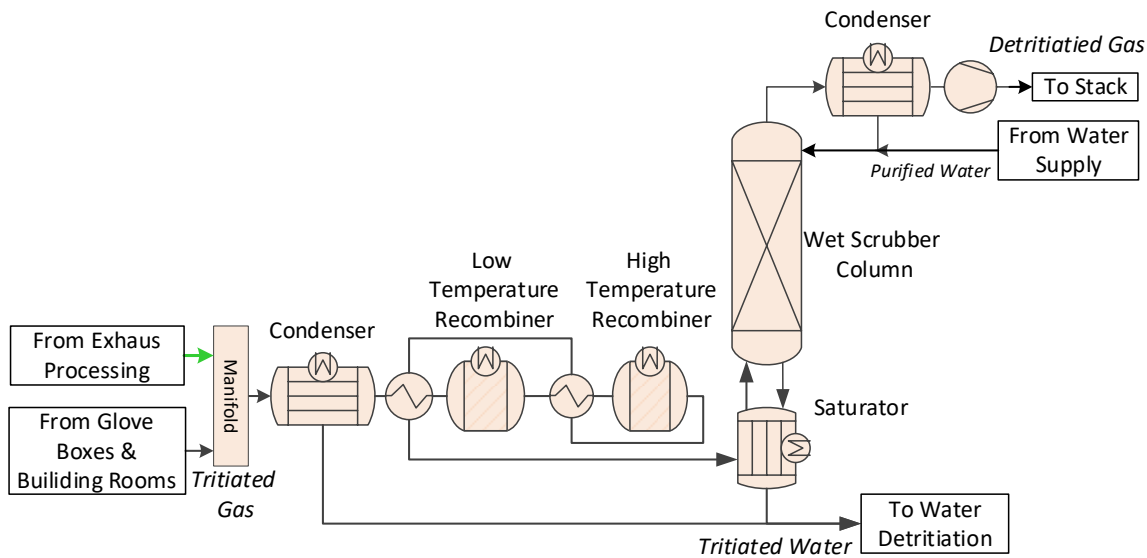 Condenser
Detritiatied Gas
To Stack
From Water
Supply
Purified Water
Wet Scrubber
Column
Low
Temperature
Recombiner
High
Temperature
Recombiner
Condenser
From Exhaus
Processing
Manifold
From Glove
Boxes &
Builiding Rooms
Tritiated
Gas
Saturator
To Water
Detritiation
Tritiated Water